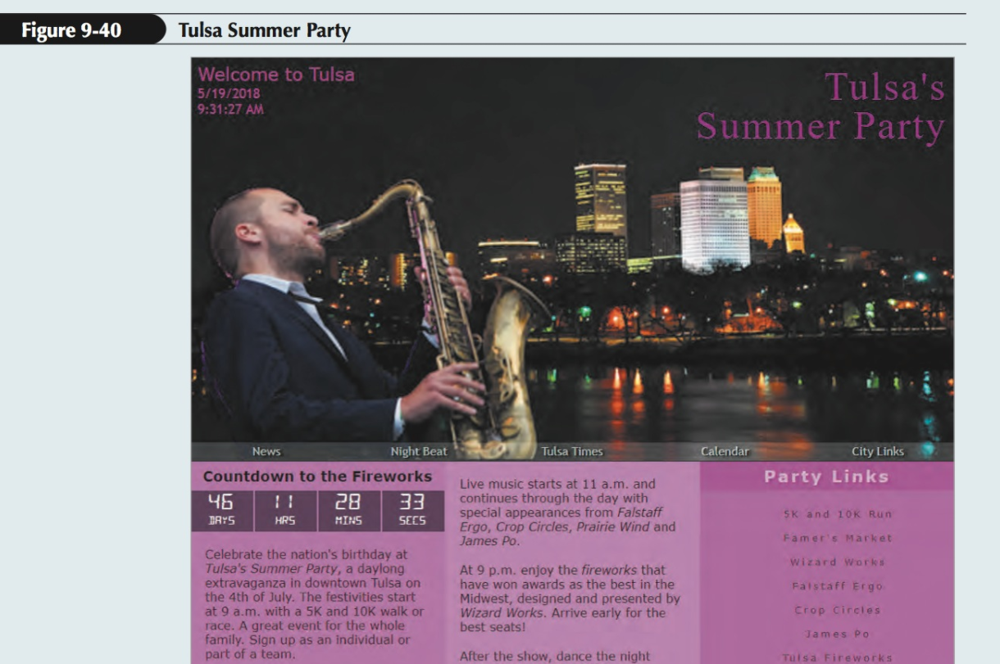 Figure 9-40
Tulsa Summer Party
Welcome to Tulsa
5/19/2018
9:31:27 AM
Tulsa's
Summer Party
News
Night Beat
Tulsa Times
Calendar
City Links
Countdown to the Fireworks
46 11 28 33
DAYS HRS MINS SECS
Celebrate the nation's birthday at
Tulsa's Summer Party, a daylong
extravaganza in downtown Tulsa on
the 4th of July. The festivities start
at 9 a.m. with a 5K and 10K walk or
race. A great event for the whole
family. Sign up as an individual or
part of a team.
Live music starts at 11 a.m. and
continues through the day with
special appearances from Falstaff
Ergo, Crop Circles, Prairie Wind and
James Po.
At 9 p.m. enjoy the fireworks that
have won awards as the best in the
Midwest, designed and presented by
Wizard Works. Arrive early for the
best seats!
After the show, dance the night
Party Links
5K and 10K Run
Famer's Market
Wizard Works
Falstaff Ergo
Crop Circles
James Po
Tulsa Fireworks